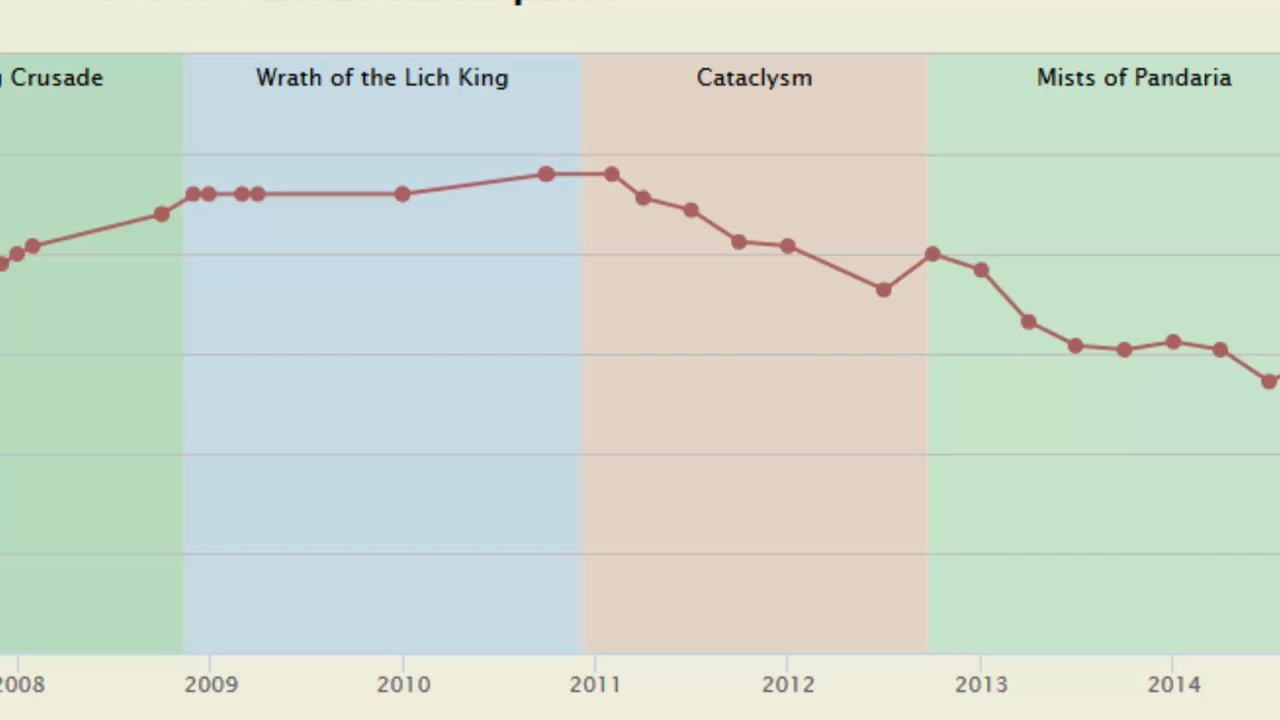 Crusade
Wrath of the Lich King
Cataclysm
Mists of Pandaria
2008
2009
2010
2011
2012
2013
2014